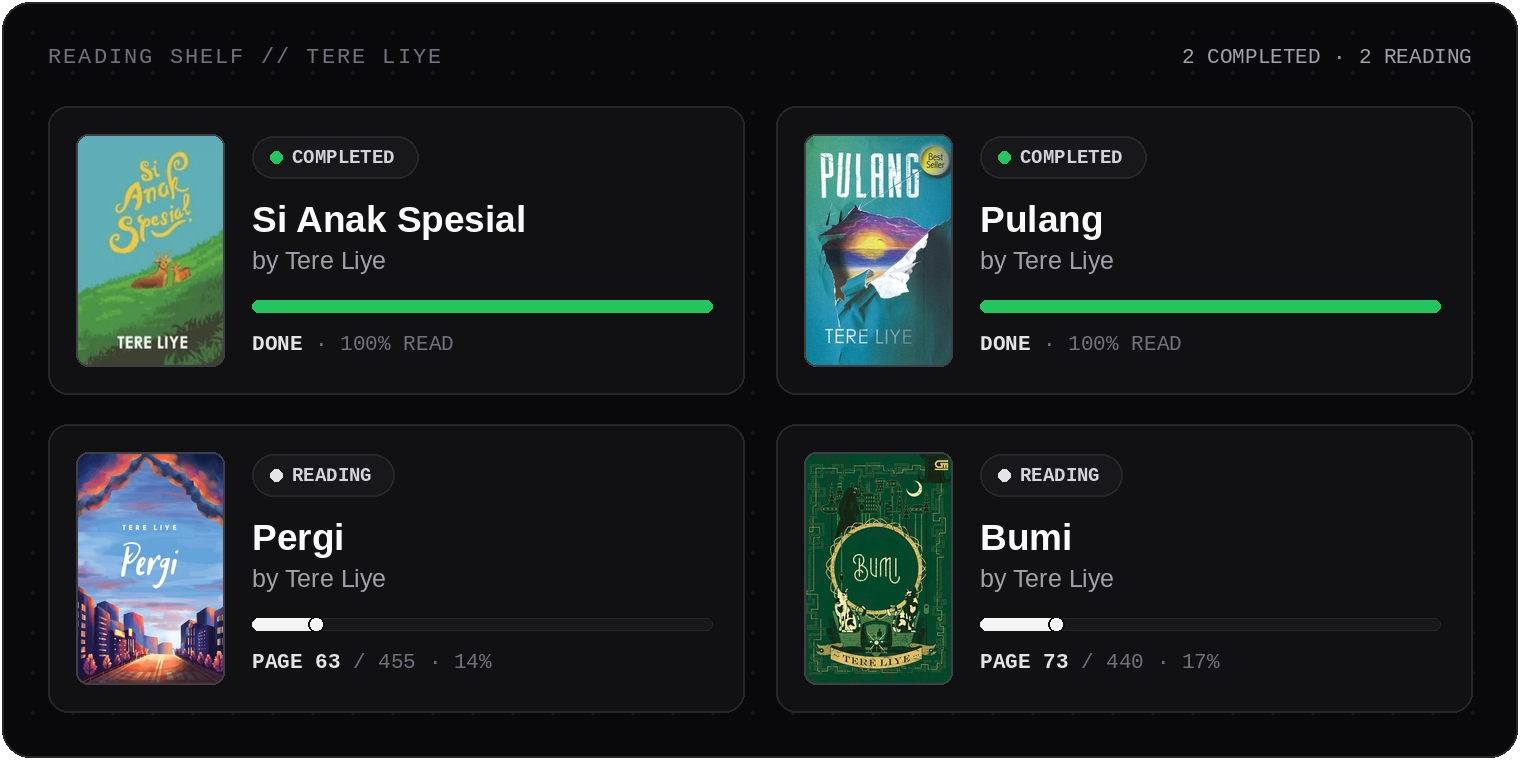 READING SHELF // TERE LIYE
2 COMPLETED · 2 READING
Si
Anak
Spesial
TERE LIYE
COMPLETED
Si Anak Spesial
by Tere Liye
DONE · 100% READ
PULANG
Best
Seller
TERE LIYE
COMPLETED
Pulang
by Tere Liye
DONE · 100% READ
TERE LIYE
Pergi
READING
Pergi
by Tere Liye
PAGE 63 / 455 · 14%
GM
BUMI
TERE LIYE
READING
Bumi
by Tere Liye
PAGE 73 / 440 · 17%